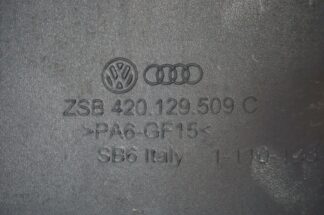 ZSB 420.129.509 C
>PA6-GF15<
SB6 Italy